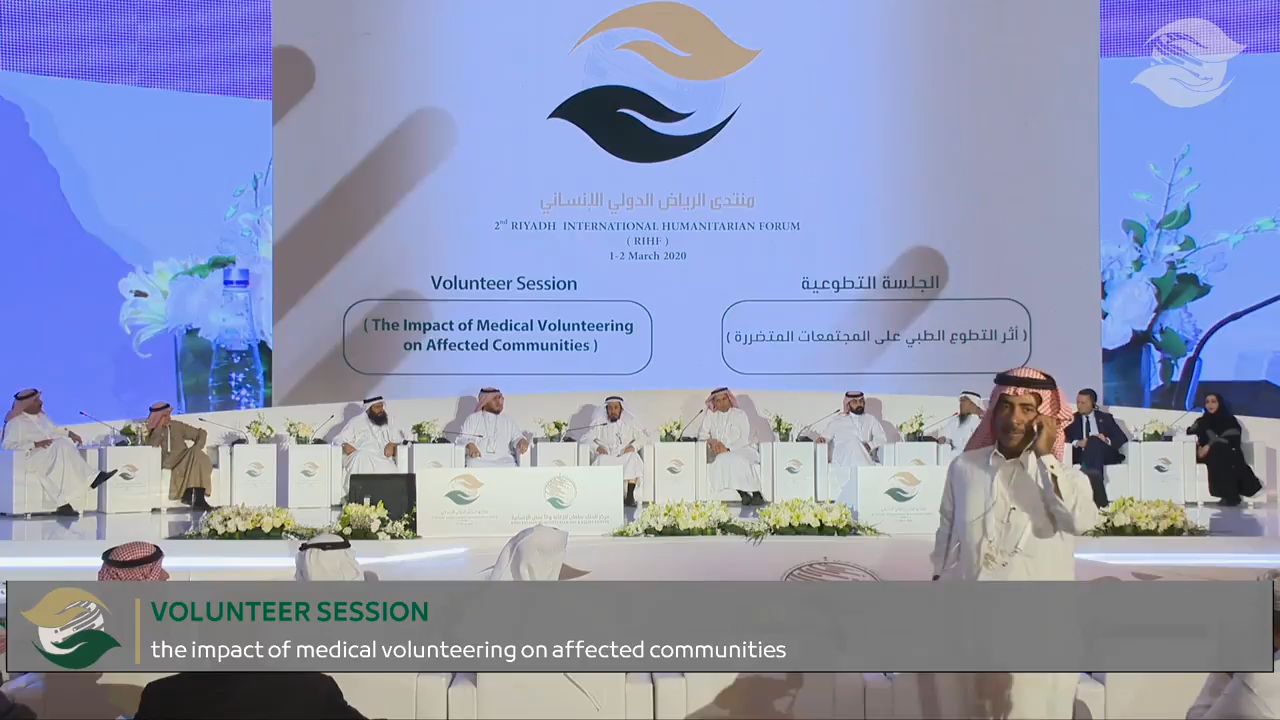 منتدى الرياض الدولي الإنساني
2nd RIYADH INTERNATIONAL HUMANITARIAN FORUM
( RIHF )
1-2 March 2020
Volunteer Session
الجلسة التطوعية
( The Impact of Medical Volunteering
on Affected Communities )
( أثر التطوع الطبي على المجتمعات المتضررة )
VOLUNTEER SESSION
the impact of medical volunteering on affected communities